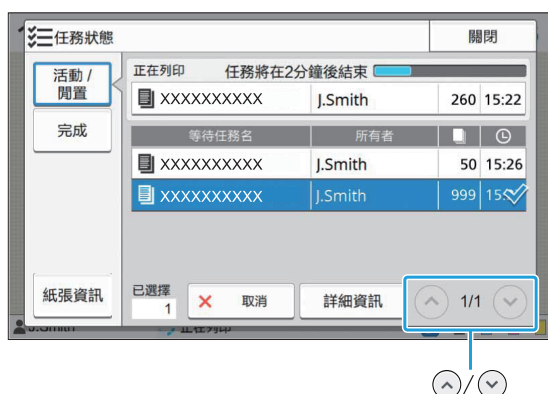 任務狀態
關閉
活動 /
閒置
完成
紙張資訊
正在列印 任務將在2分鐘後結束
XXXXXXXXXX J.Smith 260 15:22
等待任務名 所有者
XXXXXXXXXX J.Smith 50 15:26
XXXXXXXXXX J.Smith 999
已選擇
1
取消
詳細資訊
1/1
J.Smith 正在列印
/